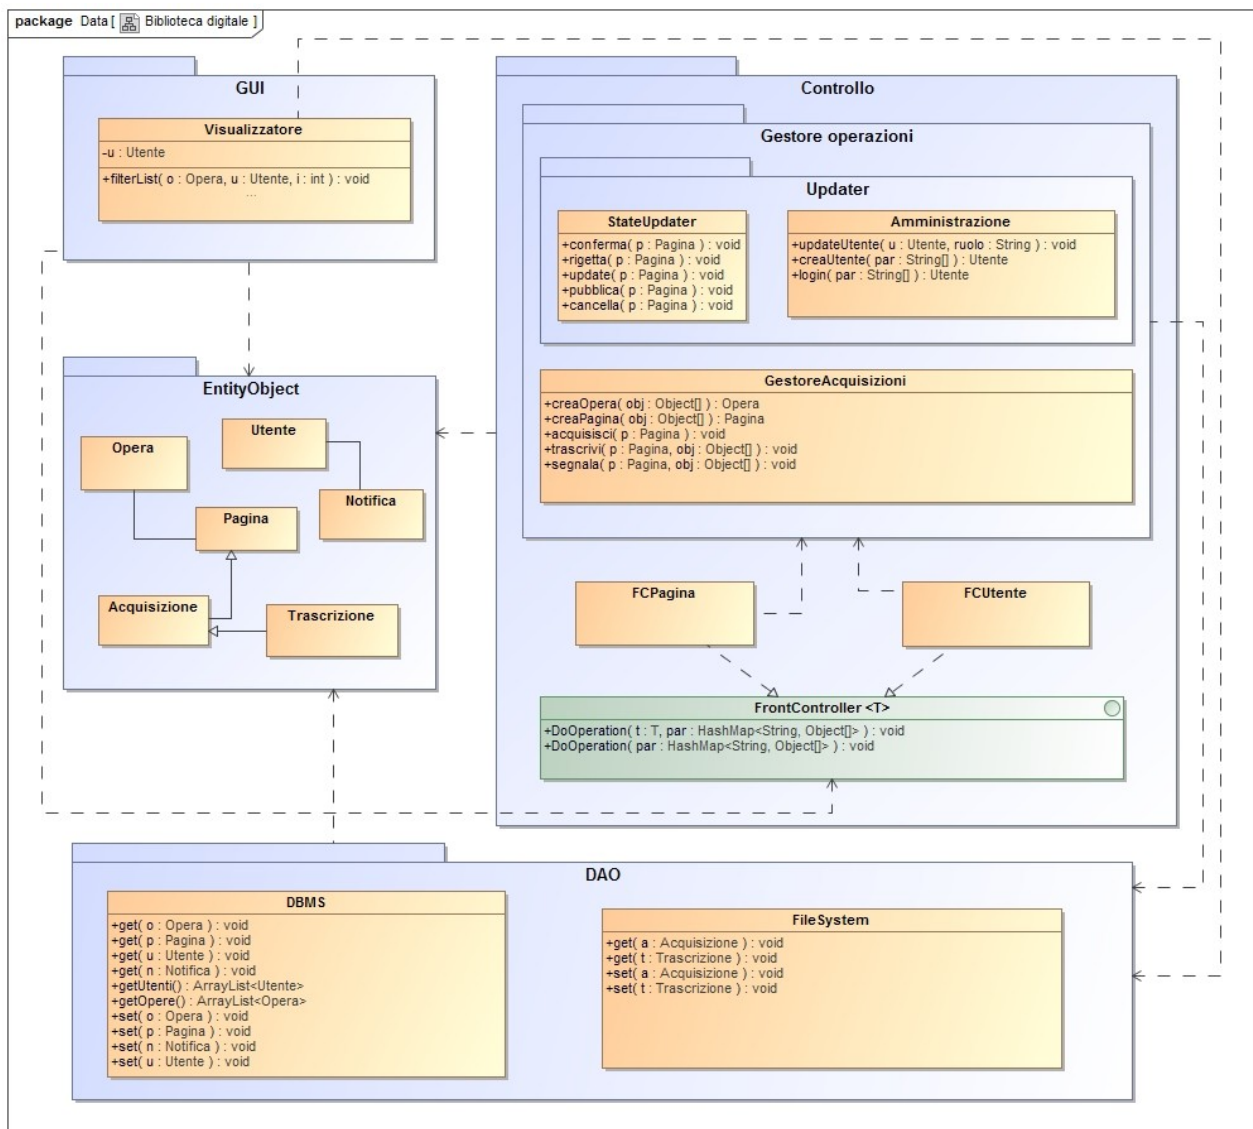 package Data [ Biblioteca digitale ]
GUI
Visualizzatore
-u : Utente
+filterList( o : Opera, u : Utente, i : int ) : void
...
Controllo
Gestore operazioni
Updater
StateUpdater
+conferma( p : Pagina ) : void
+rigetta( p : Pagina ) : void
+update( p : Pagina ) : void
+pubblica( p : Pagina ) : void
+cancella( p : Pagina ) : void
Amministrazione
+updateUtente( u : Utente, ruolo : String ) : void
+creaUtente( par : String[] ) : Utente
+login( par : String[] ) : Utente
GestoreAcquisizioni
+creaOpera( obj : Object[] ) : Opera
+creaPagina( obj : Object[] ) : Pagina
+acquisisci( p : Pagina ) : void
+trascrivi( p : Pagina, obj : Object[] ) : void
+segnala( p : Pagina, obj : Object[] ) : void
EntityObject
Utente
Opera
Notifica
Pagina
Acquisizione
Trascrizione
FCPagina
FCUtente
FrontController <T>
+DoOperation( t : T, par : HashMap<String, Object[]> ) : void
+DoOperation( par : HashMap<String, Object[]> ) : void
DAO
DBMS
+get( o : Opera ) : void
+get( p : Pagina ) : void
+get( u : Utente ) : void
+get( n : Notifica ) : void
+getUtenti() : ArrayList<Utente>
+getOpere() : ArrayList<Opera>
+set( o : Opera ) : void
+set( p : Pagina ) : void
+set( n : Notifica ) : void
+set( u : Utente ) : void
FileSystem
+get( a : Acquisizione ) : void
+get( t : Trascrizione ) : void
+set( a : Acquisizione ) : void
+set( t : Trascrizione ) : void